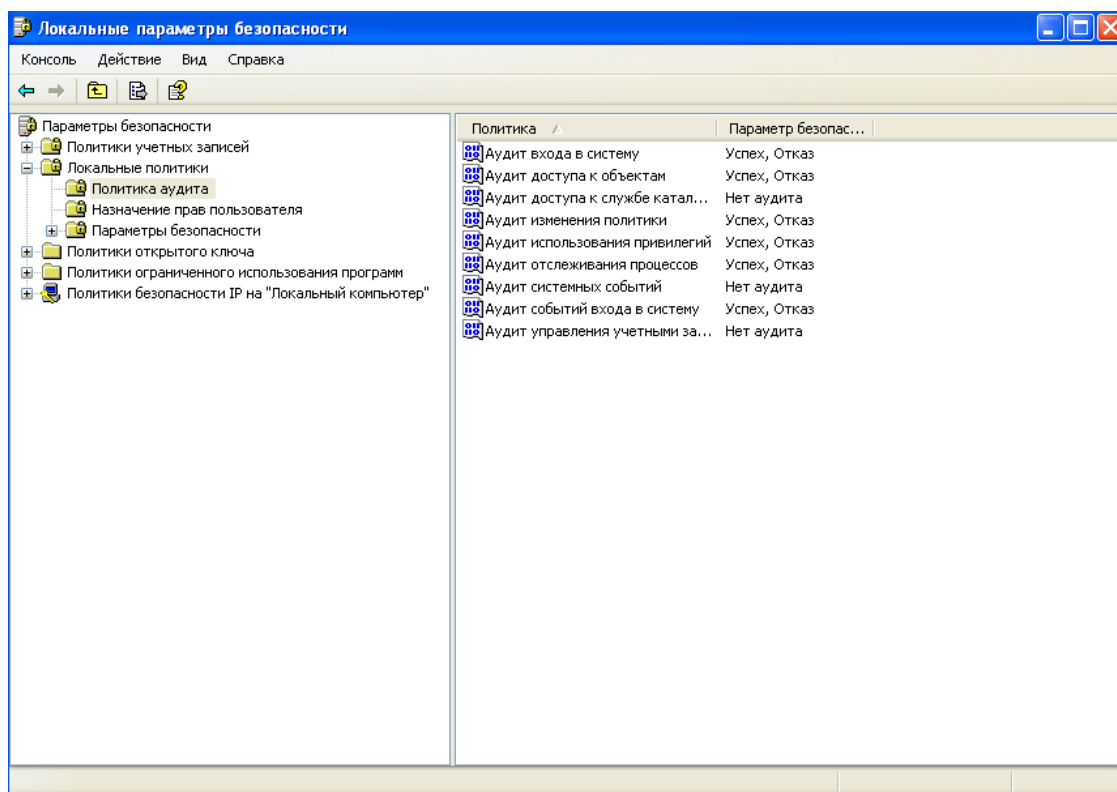 Локальные параметры безопасности
Консоль Действие Вид Справка
Параметры безопасности
Политики учетных записей
Локальные политики
Политика аудита
Назначение прав пользователя
Параметры безопасности
Политики открытого ключа
Политики ограниченного использования программ
Политики безопасности IP на "Локальный компьютер"
Политика Параметр безопас...
Аудит входа в систему Успех, Отказ
Аудит доступа к объектам Успех, Отказ
Аудит доступа к службе катал... Нет аудита
Аудит изменения политики Успех, Отказ
Аудит использования привилегий Успех, Отказ
Аудит отслеживания процессов Успех, Отказ
Аудит системных событий Нет аудита
Аудит событий входа в систему Успех, Отказ
Аудит управления учетными за... Нет аудита